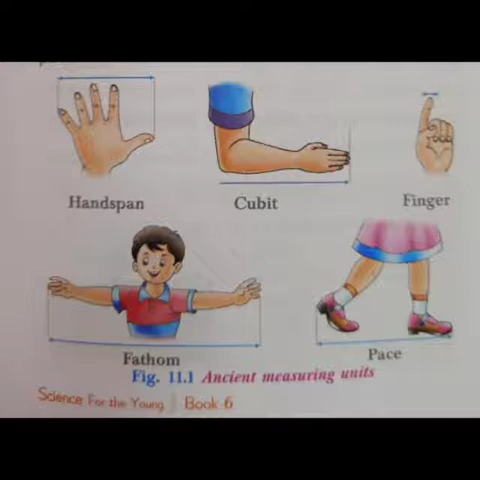 Handspan Cubit Finger
Fathom Pace
Fig. 11.1 Ancient measuring units
Science For the Young | Book 6